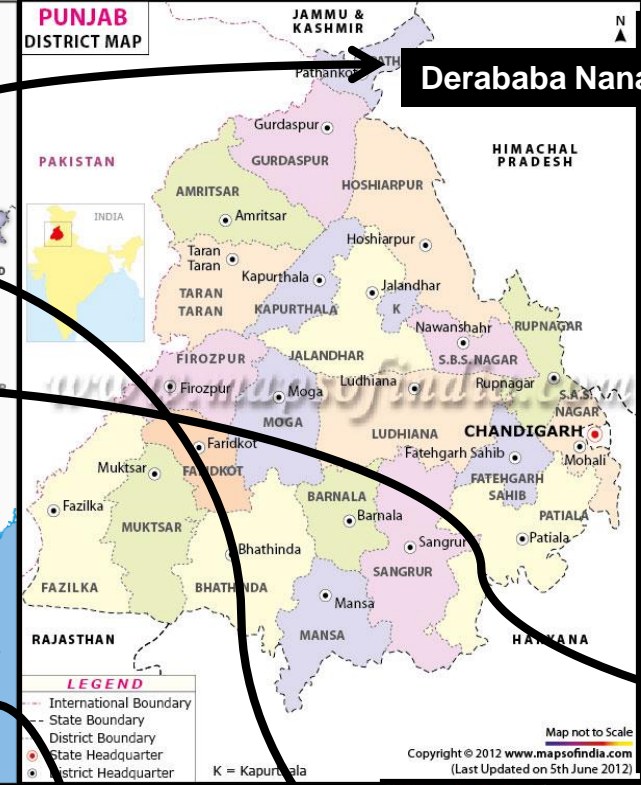 PUNJAB
DISTRICT MAP
JAMMU &
KASHMIR
N
Pathankot
Derababa Nana
Gurdaspur
GURDASPUR
HIMACHAL
PRADESH
PAKISTAN
AMRITSAR
HOSHIARPUR
Amritsar
INDIA
Hoshiarpur
Taran
Taran
Kapurthala
Jalandhar
TARAN
TARAN
KAPURTHALA
K
Nawanshahr
RUPNAGAR
FIROZPUR
JALANDHAR
S.B.S. NAGAR
www.mapsofindia.com
Firozpur
Moga
Ludhiana
Rupnagar
S.A.S.
NAGAR
MOGA
LUDHIANA
CHANDIGARH
Faridkot
Fatehgarh Sahib
Mohali
Muktsar
FARIDKOT
FATEHGARH
SAHIB
Fazilka
BARNALA
Barnala
PATIALA
MUKTSAR
Bhathinda
Sangrur
Patiala
SANGRUR
FAZILKA
BHATHINDA
Mansa
RAJASTHAN
MANSA
HARYANA
LEGEND
International Boundary
State Boundary
District Boundary
State Headquarter
District Headquarter
K = Kapurthala
Map not to Scale
Copyright © 2012 www.mapsofindia.com
(Last Updated on 5th June 2012)